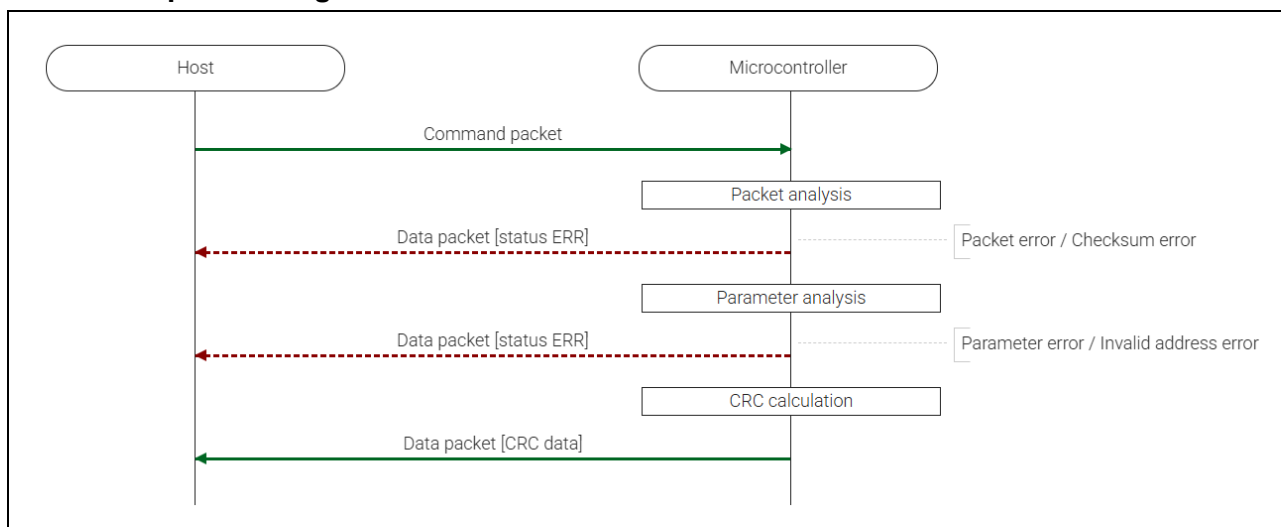 Host
Microcontroller
Command packet
Packet analysis
Data packet [status ERR]
Packet error / Checksum error
Parameter analysis
Data packet [status ERR]
Parameter error / Invalid address error
CRC calculation
Data packet [CRC data]